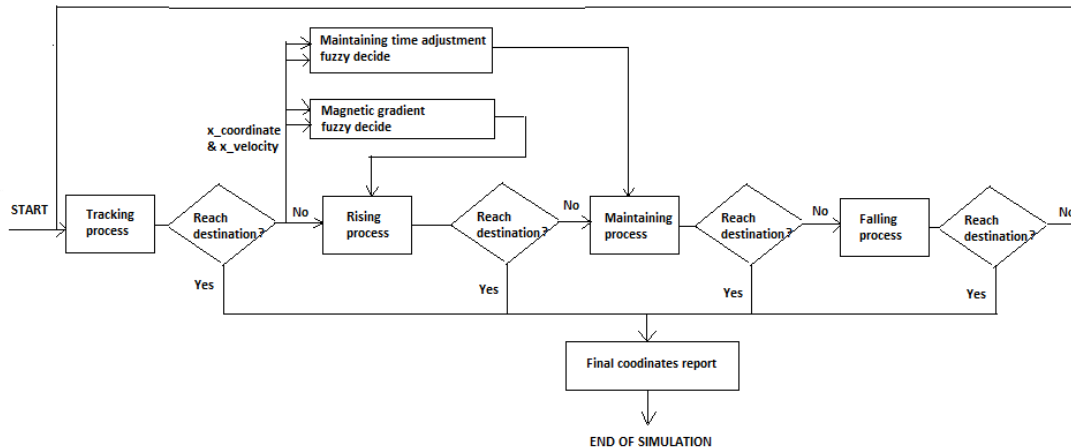 Maintaining time adjustment
fuzzy decide
Magnetic gradient
fuzzy decide
x_coordinate
& x_velocity
START
Tracking
process
Reach
destination?
No
Rising
process
Reach
destination?
No
Maintaining
process
Reach
destination?
No
Falling
process
Reach
destination?
No
Yes
Yes
Yes
Yes
Final coodinates report
END OF SIMULATION